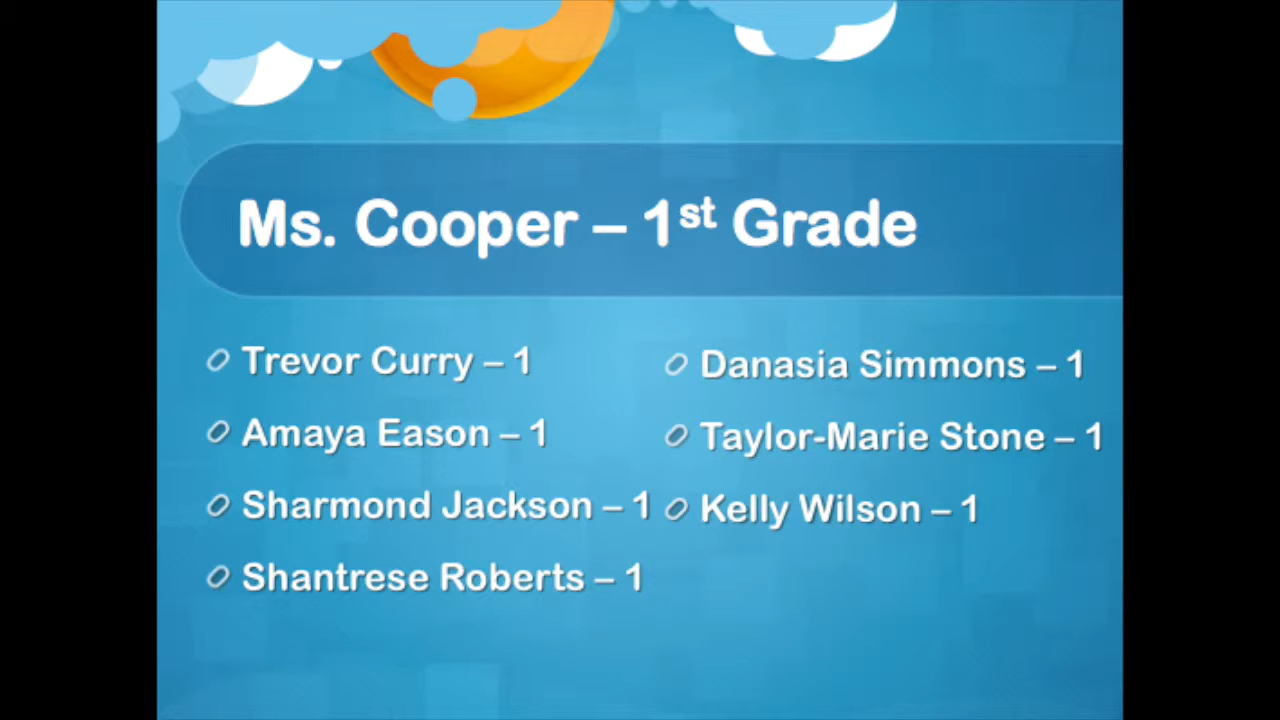 Ms. Cooper – 1st Grade
Trevor Curry – 1
Amaya Eason – 1
Sharmond Jackson – 1
Shantrese Roberts – 1
Danasia Simmons – 1
Taylor-Marie Stone – 1
Kelly Wilson – 1